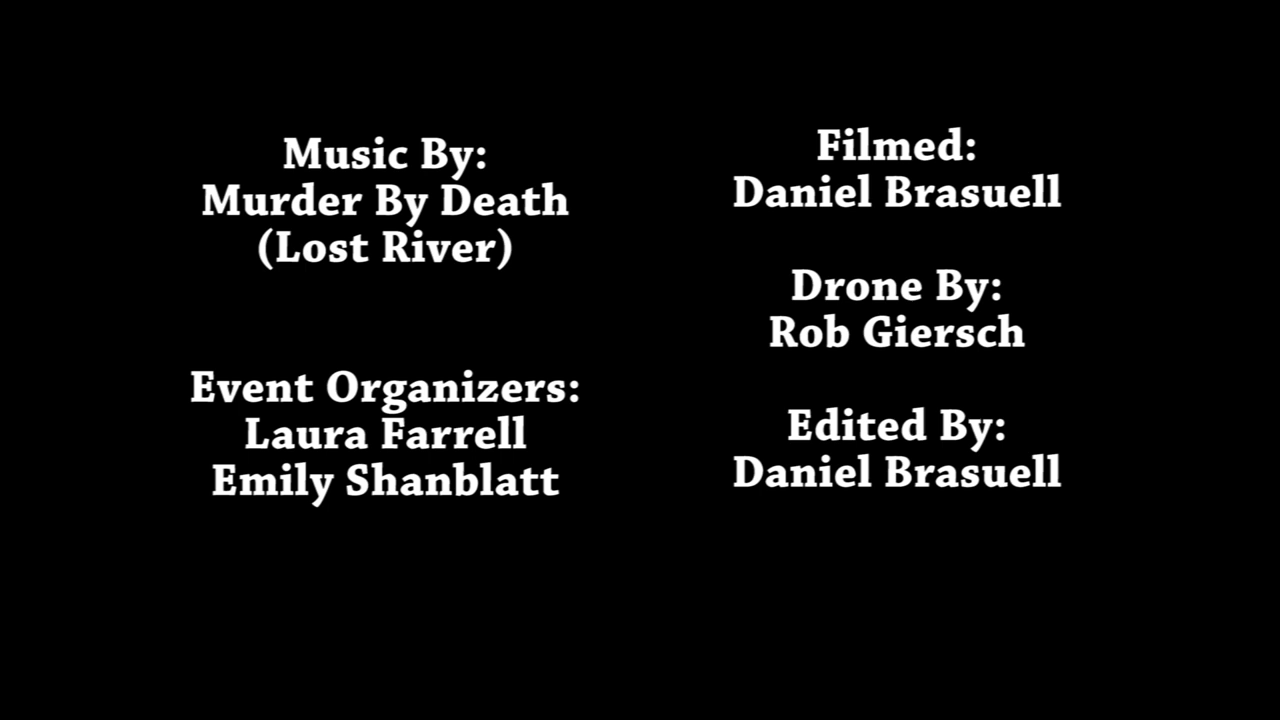 Music By:
Murder By Death
(Lost River)
Event Organizers:
Laura Farrell
Emily Shanblatt
Filmed:
Daniel Brasuell
Drone By:
Rob Giersch
Edited By:
Daniel Brasuell